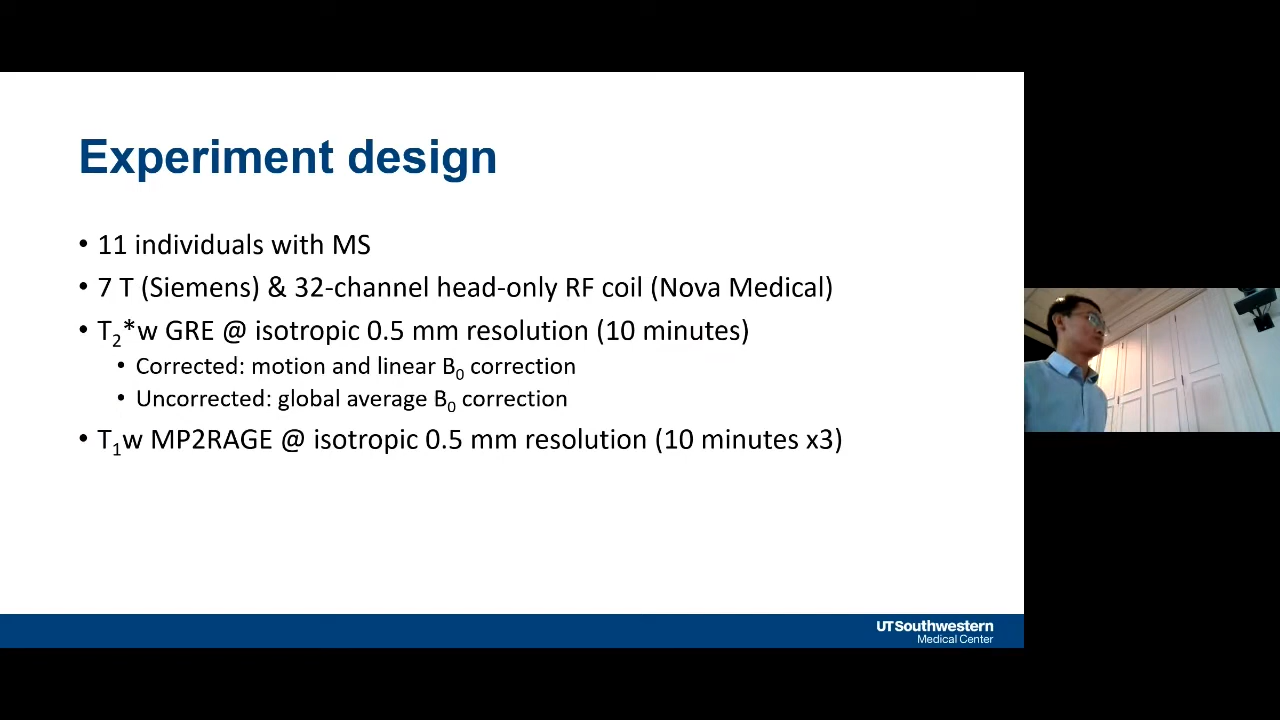 Experiment design
• 11 individuals with MS
• 7 T (Siemens) & 32-channel head-only RF coil (Nova Medical)
• T2*w GRE @ isotropic 0.5 mm resolution (10 minutes)
• Corrected: motion and linear B0 correction
• Uncorrected: global average B0 correction
• T1w MP2RAGE @ isotropic 0.5 mm resolution (10 minutes x3)
UTSouthwestern
Medical Center